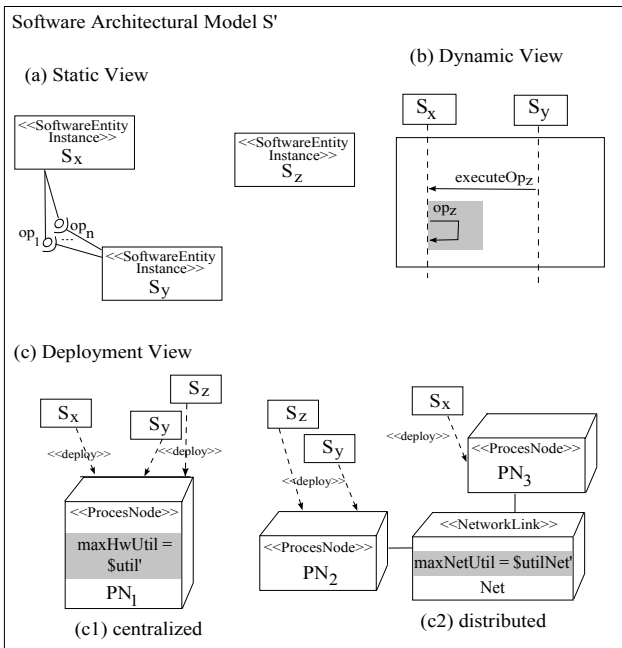 Software Architectural Model S'
(a) Static View
(b) Dynamic View
<<SoftwareEntity
Instance>>
Sx
<<SoftwareEntity
Instance>>
Sz
op1
...
opn
<<SoftwareEntity
Instance>>
Sy
Sx
Sy
executeOpz
opz
(c) Deployment View
Sx
Sy
Sz
<<deploy>>
<<deploy>>
<<ProcesNode>>
maxHwUtil =
$util'
PN1
(c1) centralized
Sz
Sy
Sx
<<deploy>>
<<deploy>>
<<ProcesNode>>
PN2
<<ProcesNode>>
PN3
<<NetworkLink>>
maxNetUtil = $utilNet'
Net
(c2) distributed